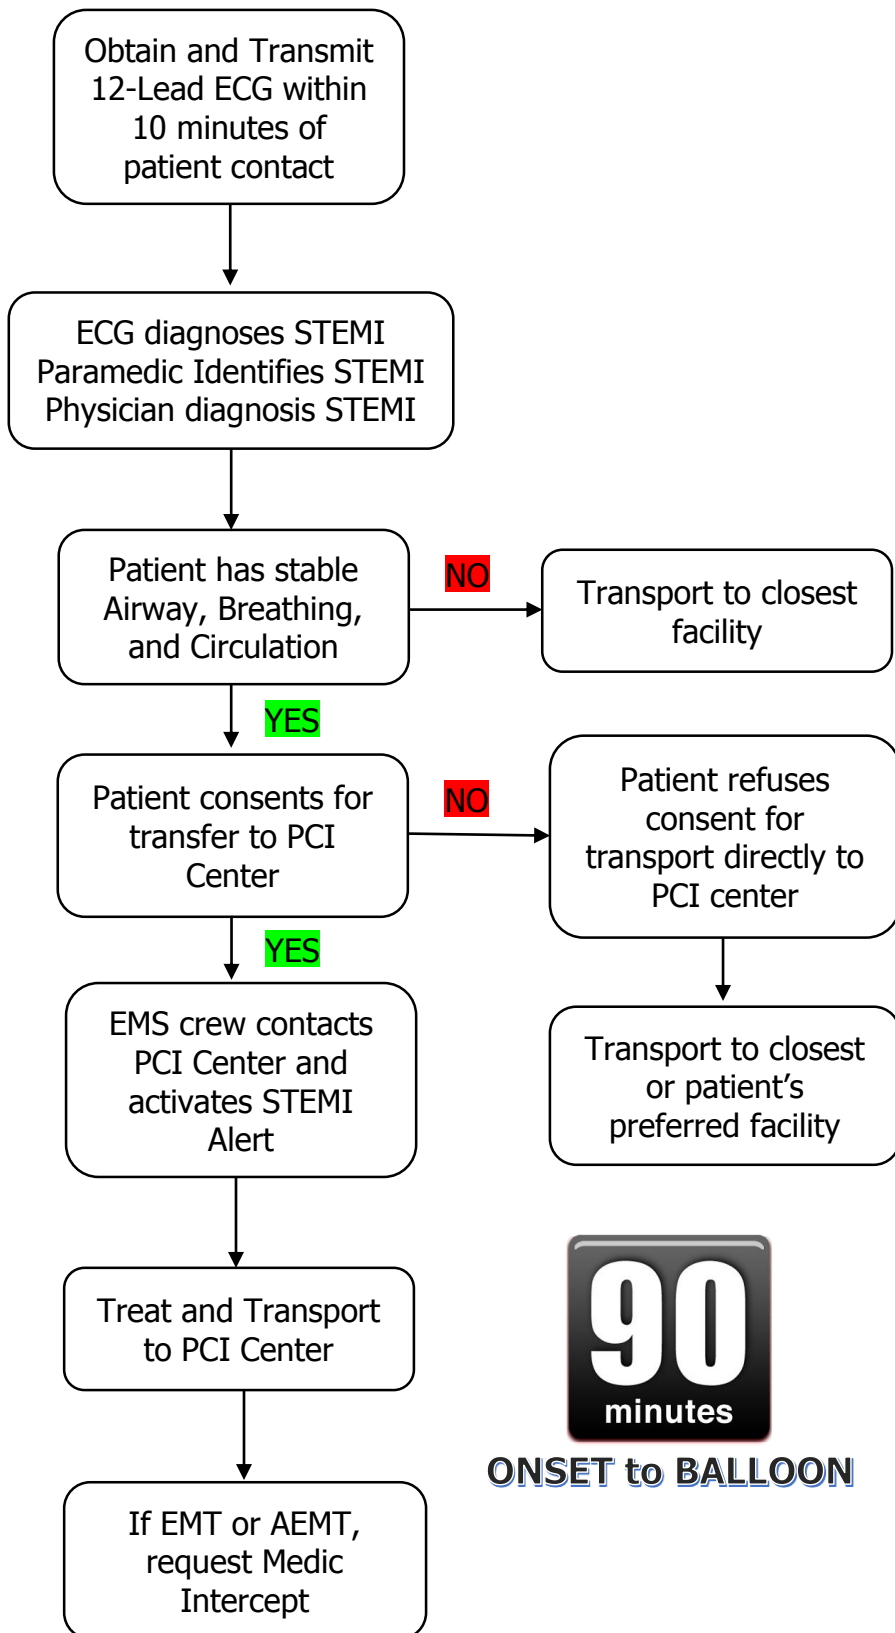 Obtain and Transmit
12-Lead ECG within
10 minutes of
patient contact
ECG diagnoses STEMI
Paramedic Identifies STEMI
Physician diagnosis STEMI
Patient has stable
Airway, Breathing,
and Circulation
NO
Transport to closest
facility
YES
Patient consents for
transfer to PCI
Center
NO
Patient refuses
consent for
transport directly to
PCI center
YES
EMS crew contacts
PCI Center and
activates STEMI
Alert
Transport to closest
or patient’s
preferred facility
Treat and Transport
to PCI Center
90
minutes
ONSET to BALLOON
If EMT or AEMT,
request Medic
Intercept